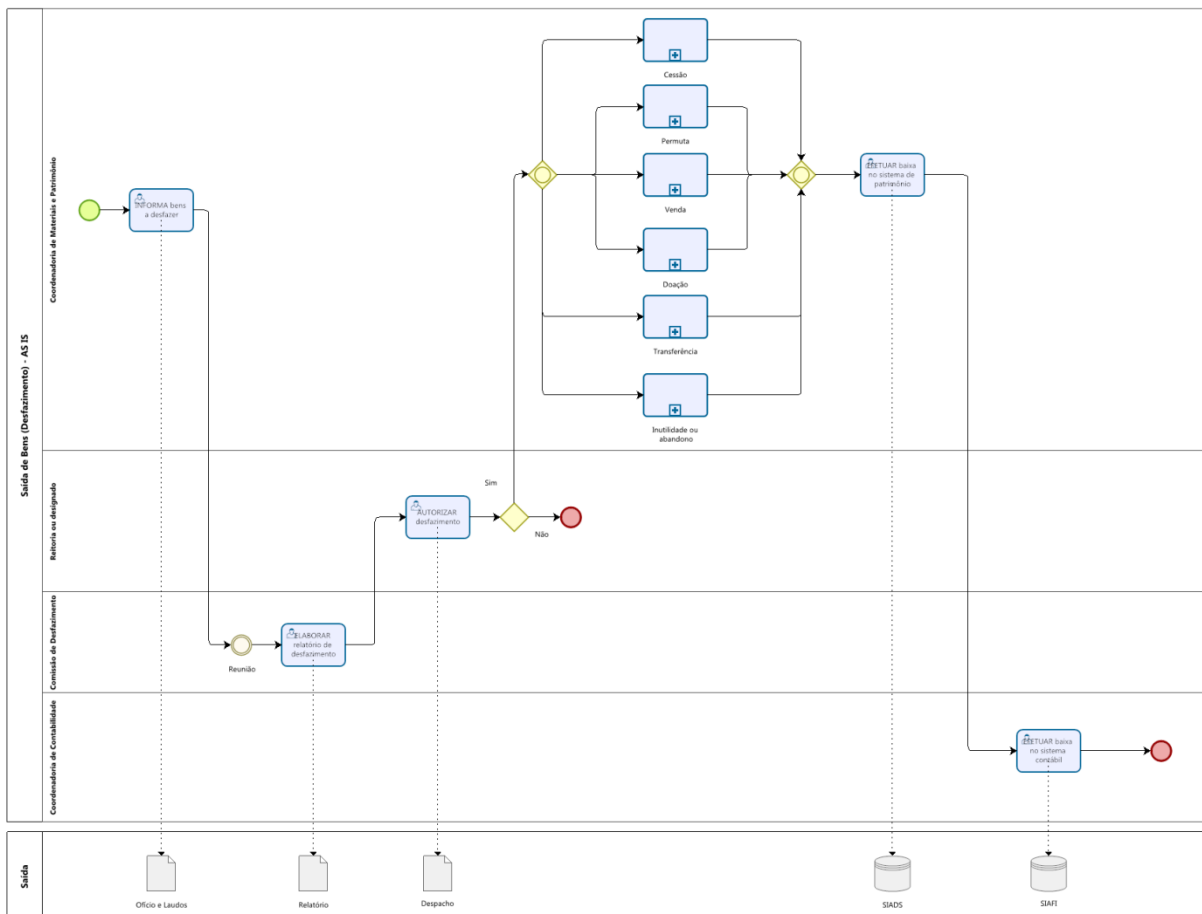 Saída de Bens (Desfazimento) - AS IS
Coordenadoria de Materiais e Patrimônio
INFORMA bens
a desfazer
Cessão
Permuta
Venda
Doação
Transferência
Inutilidade ou
abandono
baixa
no sistema de
patrimônio
Reitoria ou designado
AUTORIZAR
desfazimento
Sim
Não
Comissão de Desfazimento
Reunião
ELABORAR
relatório de
desfazimento
Coordenadoria de Contabilidade
baixa
no sistema
contábil
Saída
Ofício e Laudos
Relatório
Despacho
SIADS
SIAFI